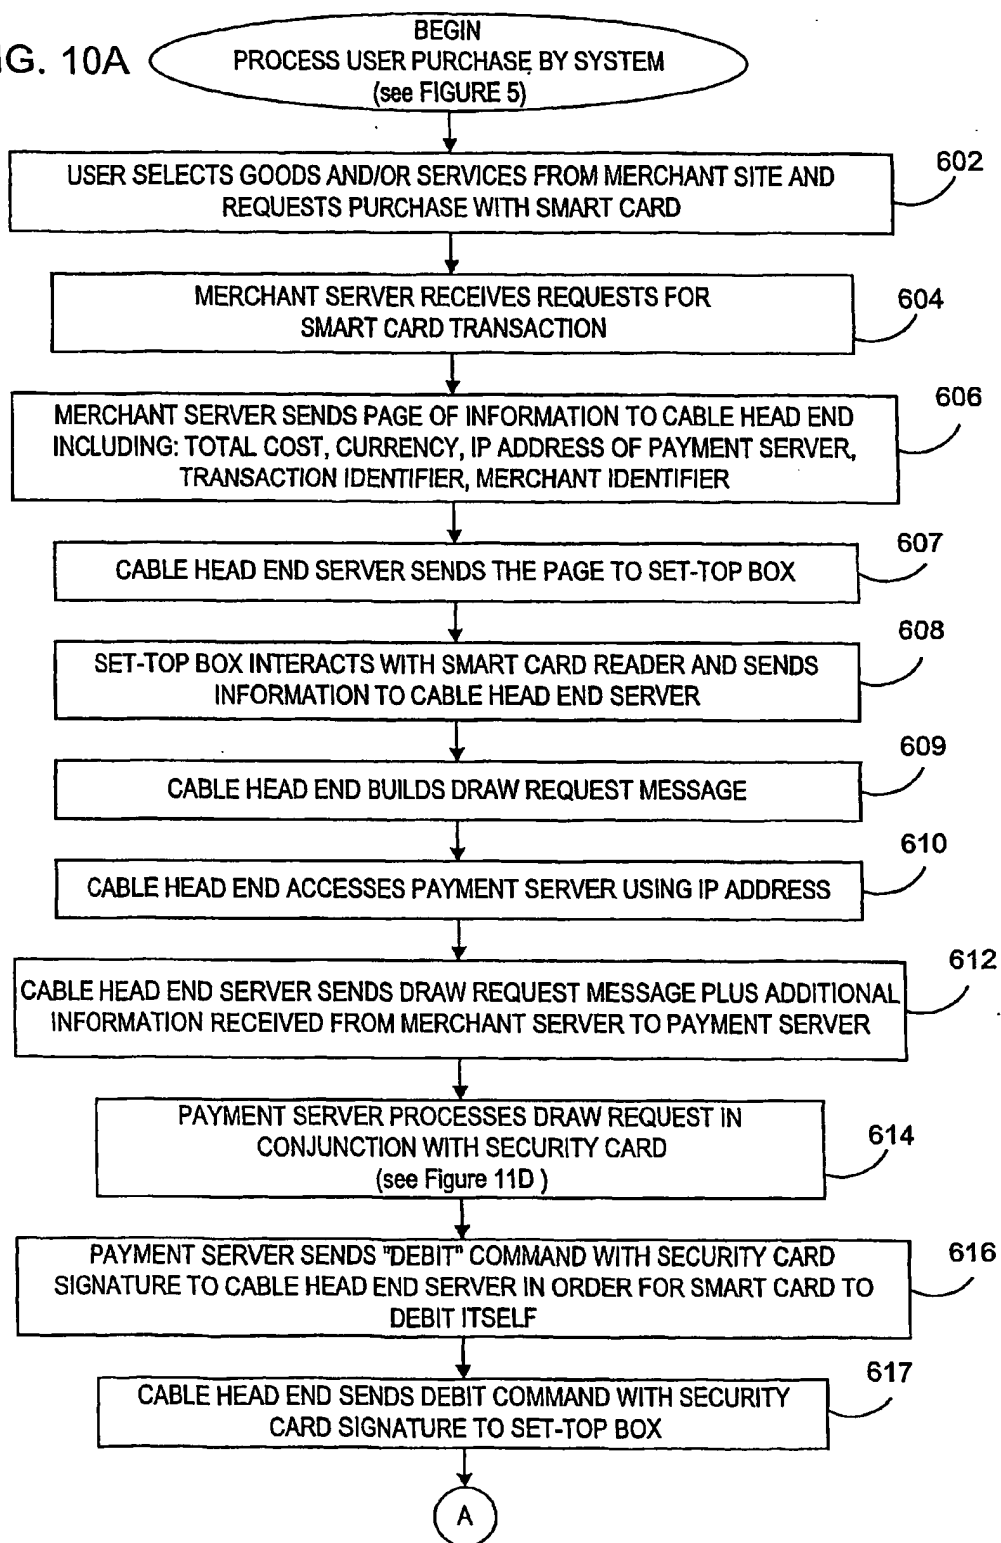 IG. 10A
BEGIN
PROCESS USER PURCHASE BY SYSTEM
(see FIGURE 5)
602
USER SELECTS GOODS AND/OR SERVICES FROM MERCHANT SITE AND
REQUESTS PURCHASE WITH SMART CARD
604
MERCHANT SERVER RECEIVES REQUESTS FOR
SMART CARD TRANSACTION
606
MERCHANT SERVER SENDS PAGE OF INFORMATION TO CABLE HEAD END
INCLUDING: TOTAL COST, CURRENCY, IP ADDRESS OF PAYMENT SERVER,
TRANSACTION IDENTIFIER, MERCHANT IDENTIFIER
607
CABLE HEAD END SERVER SENDS THE PAGE TO SET-TOP BOX
608
SET-TOP BOX INTERACTS WITH SMART CARD READER AND SENDS
INFORMATION TO CABLE HEAD END SERVER
609
CABLE HEAD END BUILDS DRAW REQUEST MESSAGE
610
CABLE HEAD END ACCESSES PAYMENT SERVER USING IP ADDRESS
612
CABLE HEAD END SERVER SENDS DRAW REQUEST MESSAGE PLUS ADDITIONAL
INFORMATION RECEIVED FROM MERCHANT SERVER TO PAYMENT SERVER
614
PAYMENT SERVER PROCESSES DRAW REQUEST IN
CONJUNCTION WITH SECURITY CARD
(see Figure 11D )
616
PAYMENT SERVER SENDS "DEBIT" COMMAND WITH SECURITY CARD
SIGNATURE TO CABLE HEAD END SERVER IN ORDER FOR SMART CARD TO
DEBIT ITSELF
617
CABLE HEAD END SENDS DEBIT COMMAND WITH SECURITY
CARD SIGNATURE TO SET-TOP BOX
A